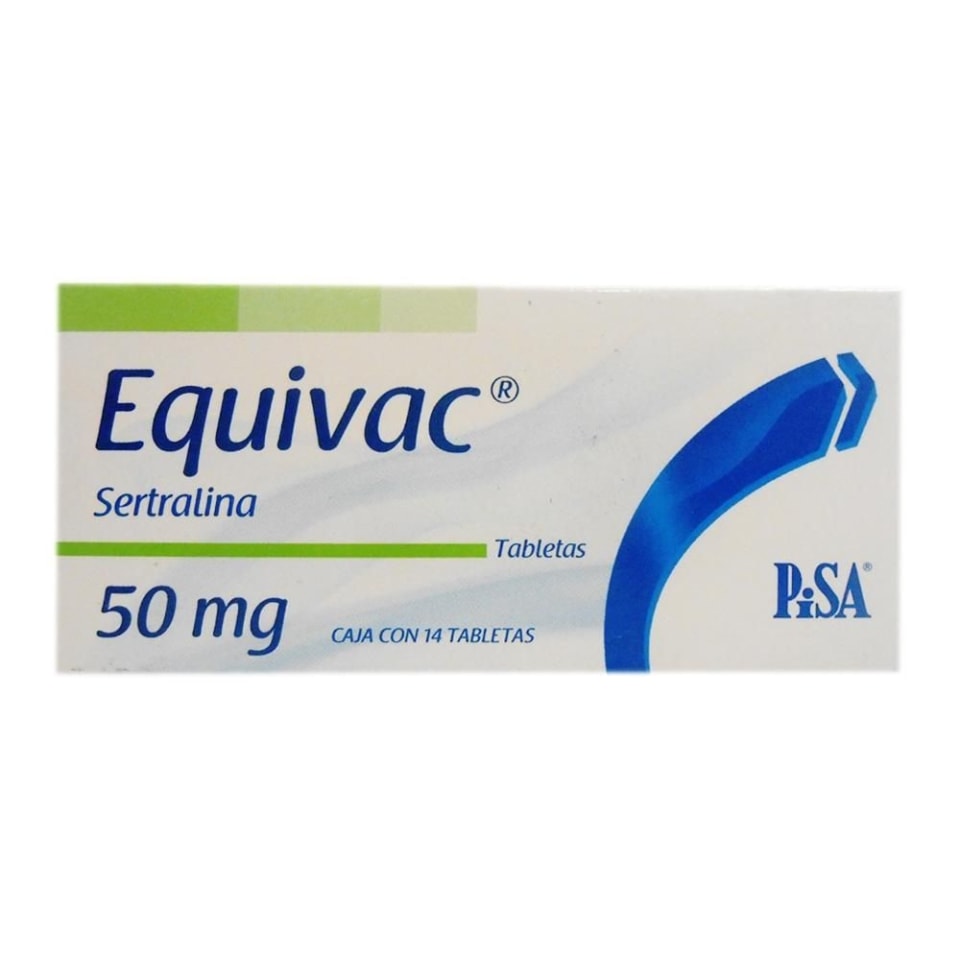 Equivac®
Sertralina
Tabletas
50 mg
CAJA CON 14 TABLETAS
PiSA®